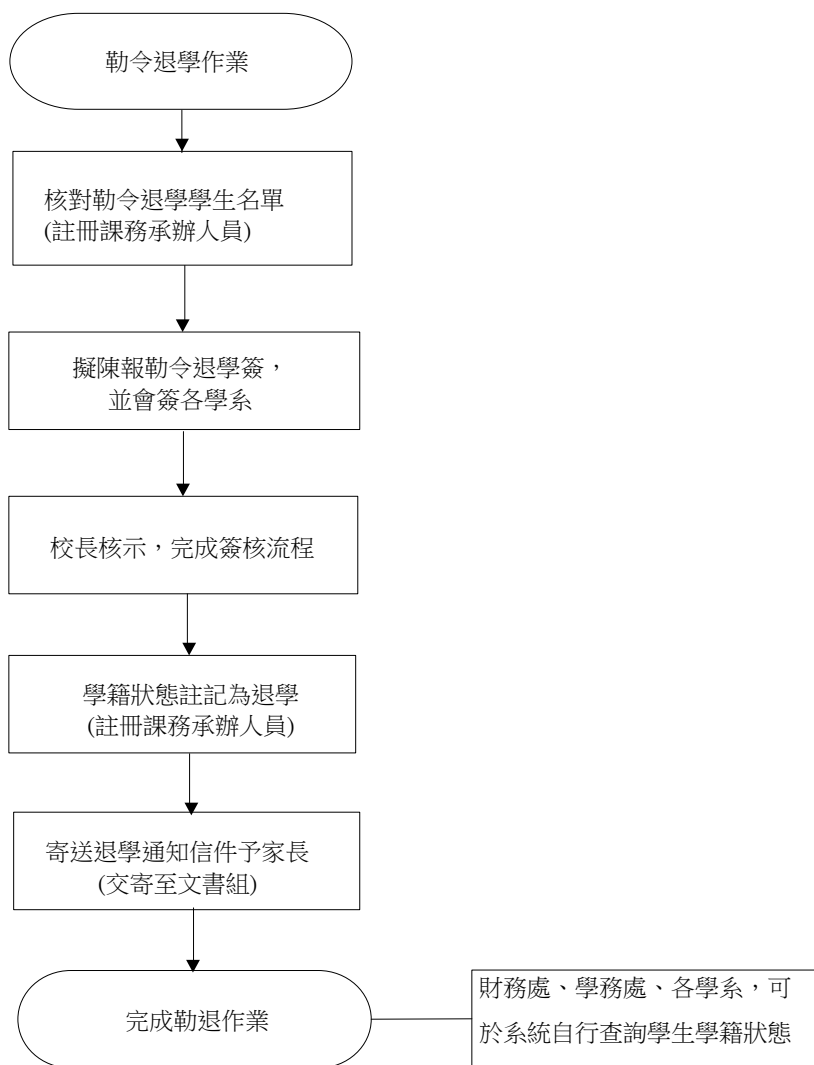 勒令退學作業
核對勒令退學學生名單
(註冊課務承辦人員)
擬陳報勒令退學簽，
並會簽各學系
校長核示，完成簽核流程
學籍狀態註記為退學
(註冊課務承辦人員)
寄送退學通知信件予家長
(交寄至文書組)
完成勒退作業
財務處、學務處、各學系，可
於系統自行查詢學生學籍狀態